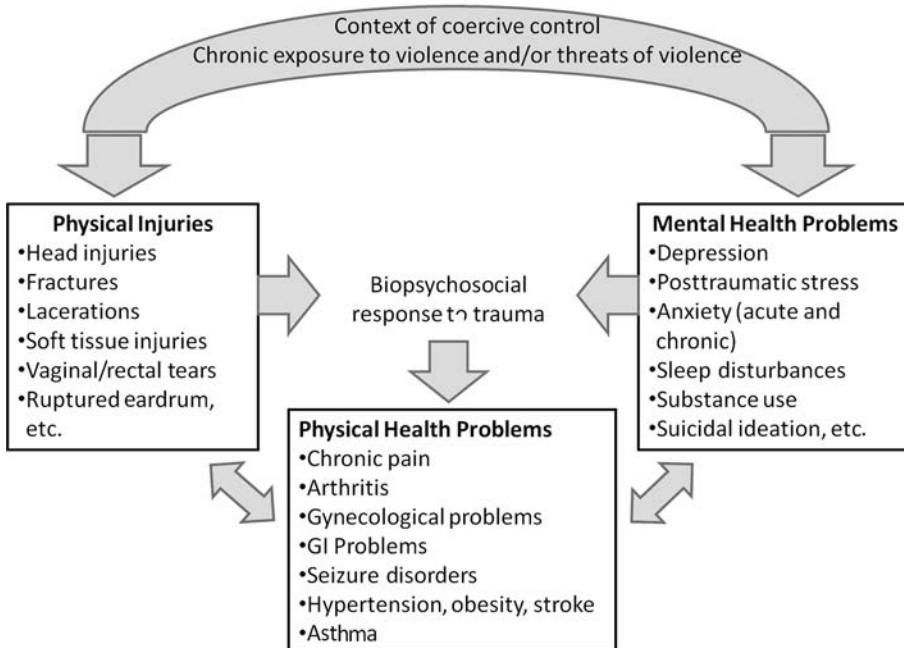 Context of coercive control
Chronic exposure to violence and/or threats of violence
Physical Injuries
•Head injuries
•Fractures
•Lacerations
•Soft tissue injuries
•Vaginal/rectal tears
•Ruptured eardrum,
etc.
Biopsychosocial
response to trauma
Mental Health Problems
•Depression
•Posttraumatic stress
•Anxiety (acute and
chronic)
•Sleep disturbances
•Substance use
•Suicidal ideation, etc.
Physical Health Problems
•Chronic pain
•Arthritis
•Gynecological problems
•GI Problems
•Seizure disorders
•Hypertension, obesity, stroke
•Asthma